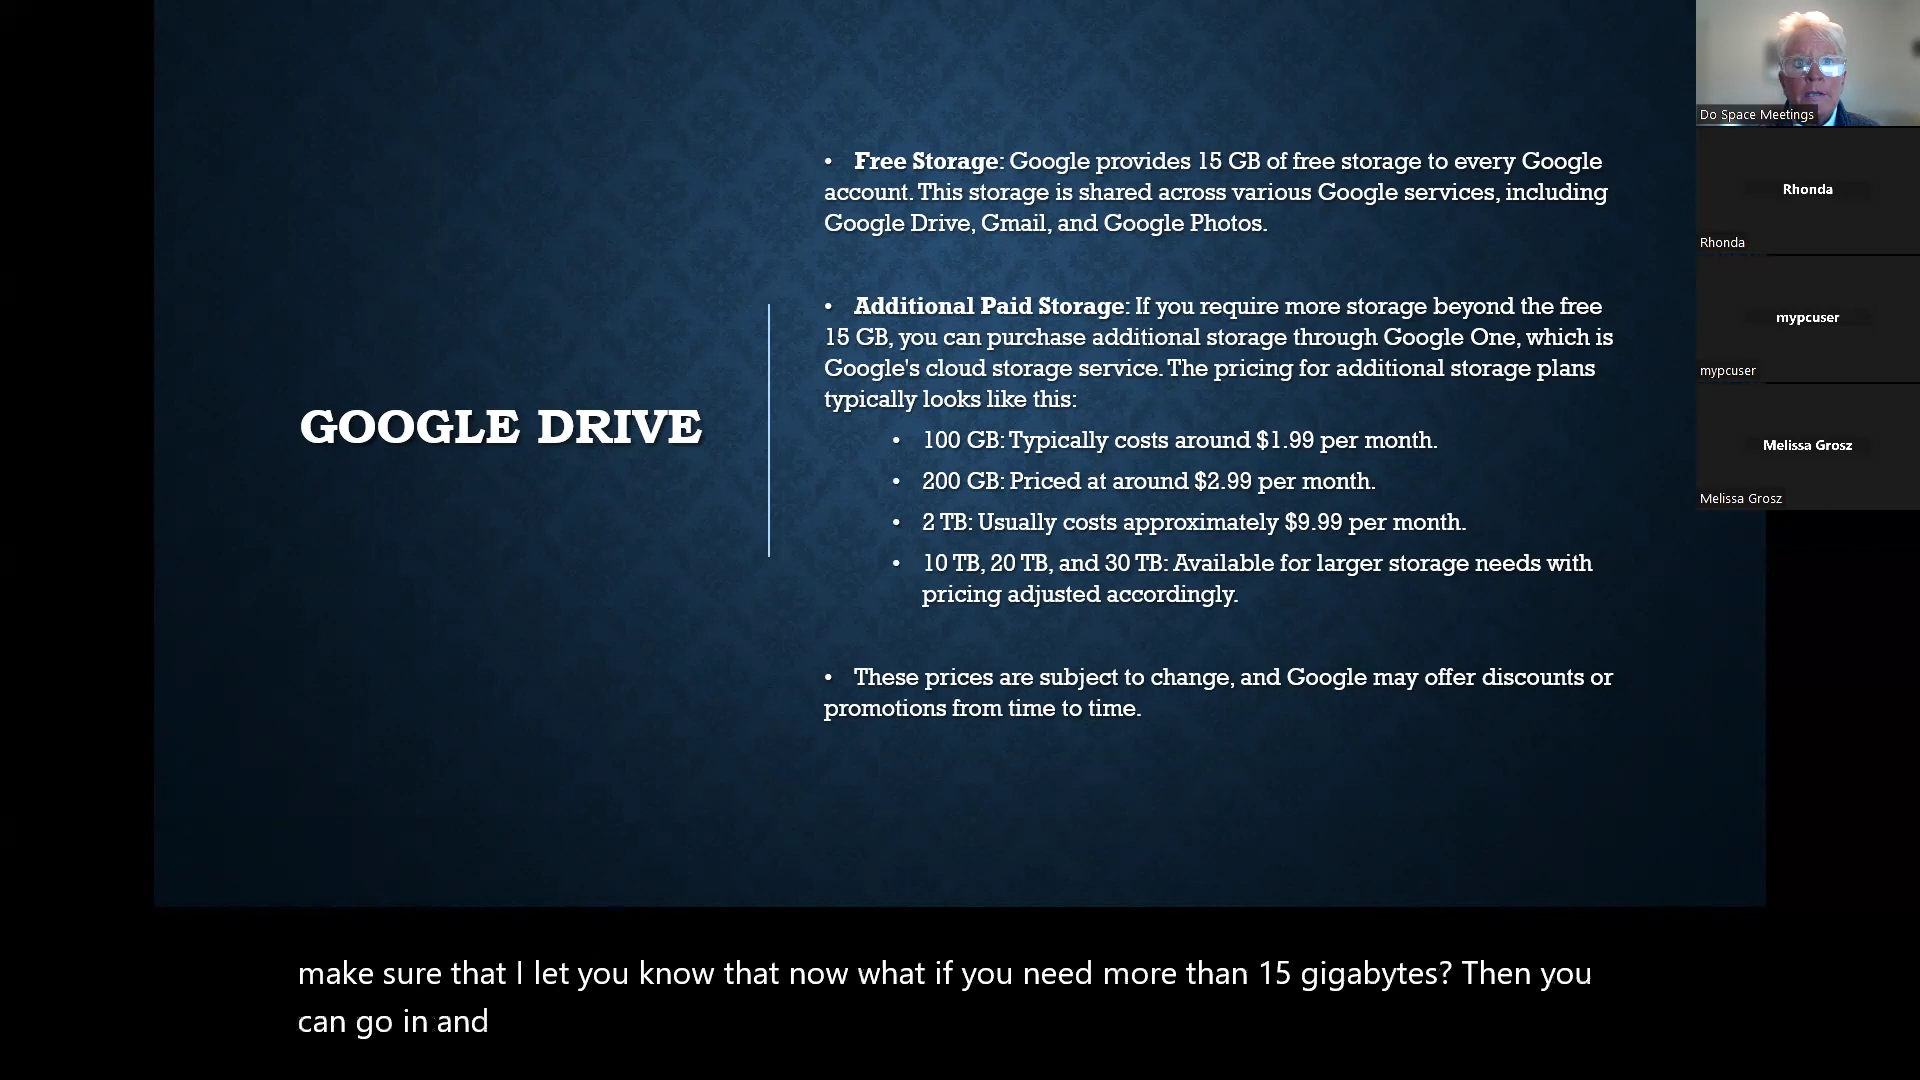 GOOGLE DRIVE
• Free Storage: Google provides 15 GB of free storage to every Google
account. This storage is shared across various Google services, including
Google Drive, Gmail, and Google Photos.
• Additional Paid Storage: If you require more storage beyond the free
15 GB, you can purchase additional storage through Google One, which is
Google's cloud storage service. The pricing for additional storage plans
typically looks like this:
• 100 GB: Typically costs around $1.99 per month.
• 200 GB: Priced at around $2.99 per month.
• 2 TB: Usually costs approximately $9.99 per month.
• 10 TB, 20 TB, and 30 TB: Available for larger storage needs with
pricing adjusted accordingly.
• These prices are subject to change, and Google may offer discounts or
promotions from time to time.
Do Space Meetings
Rhonda
Rhonda
mypcuser
mypcuser
Melissa Grosz
Melissa Grosz
make sure that I let you know that now what if you need more than 15 gigabytes? Then you
can go in and